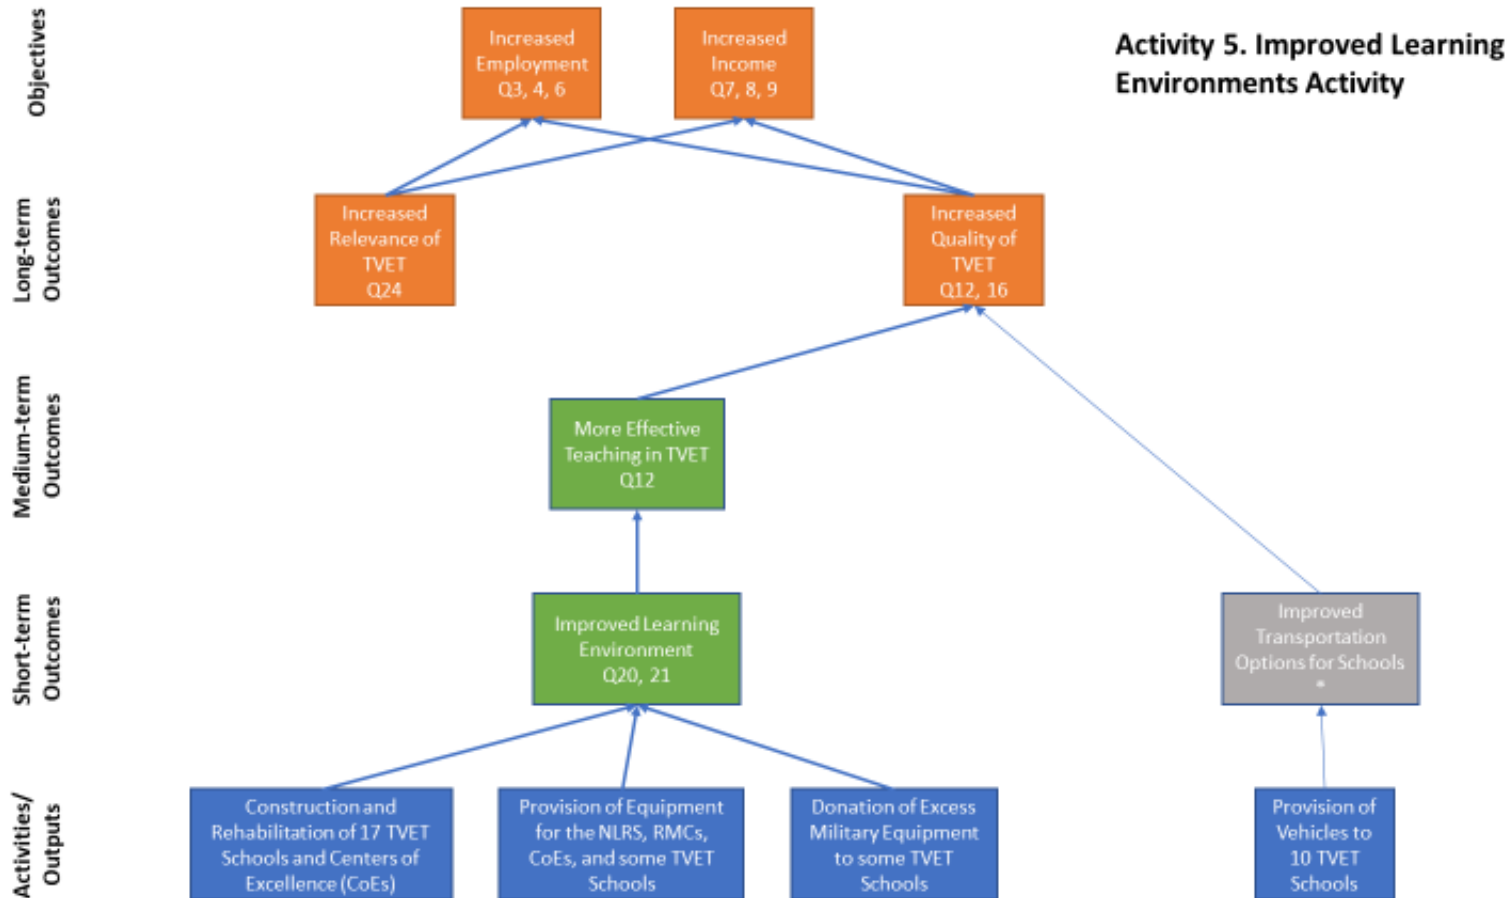 Activity 5. Improved Learning
Environments Activity
Objectives
Increased
Employment
Q3, 4, 6
Increased
Income
Q7, 8, 9
Long-term
Outcomes
Increased
Relevance of
TVET
Q24
Increased
Quality of
TVET
Q12, 16
Medium-term
Outcomes
More Effective
Teaching in TVET
Q12
Short-term
Outcomes
Improved Learning
Environment
Q20, 21
Improved
Transportation
Options for Schools
*
Activities/
Outputs
Construction and
Rehabilitation of 17 TVET
Schools and Centers of
Excellence (CoEs)
Provision of Equipment
for the NLRS, RMCs,
CoEs, and some TVET
Schools
Donation of Excess
Military Equipment
to some TVET
Schools
Provision of
Vehicles to
10 TVET
Schools